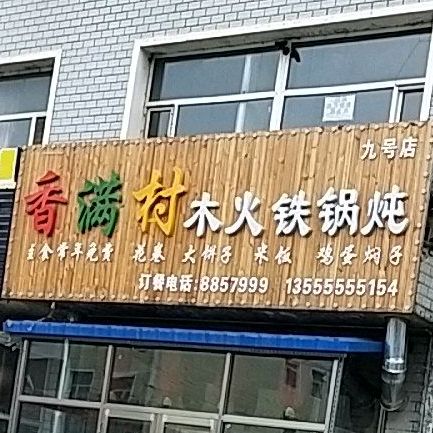 九号店
香满村木火铁锅炖
主食常年免费 花卷 大饼子 米饭 鸡蛋焖子
订餐电话:8857999 13555555154